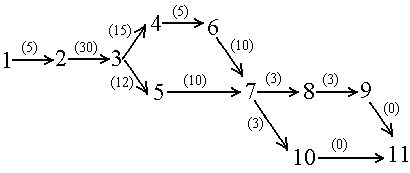 (15) 4 (5) 6
(5) (30) (10)
1 2 3
(12) 5 (10) 7 (3) 8 (3) 9
(3) (0)
10 (0) 11